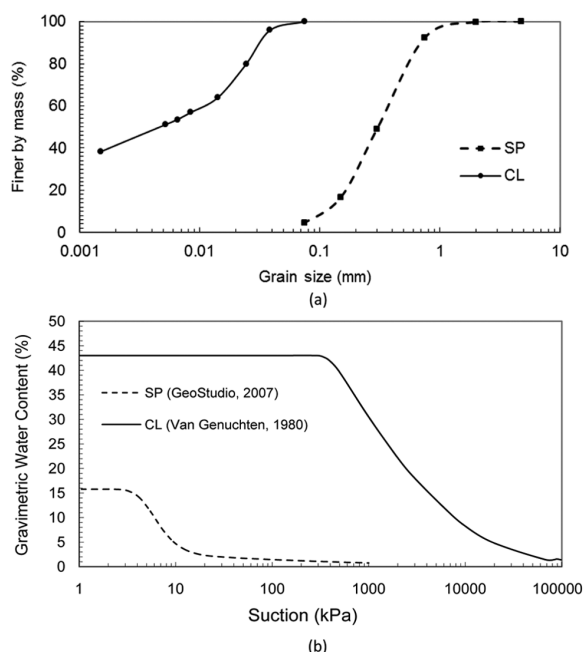 100
80
60
40
20
0
Finer by mass (%)
SP
CL
0.001 0.01 0.1 1 10
Grain size (mm)
(a)
50
45
40
35
30
25
20
15
10
5
0
Gravimetric Water Content (%)
SP (GeoStudio, 2007)
CL (Van Genuchten, 1980)
1 10 100 1000 10000 100000
Suction (kPa)
(b)